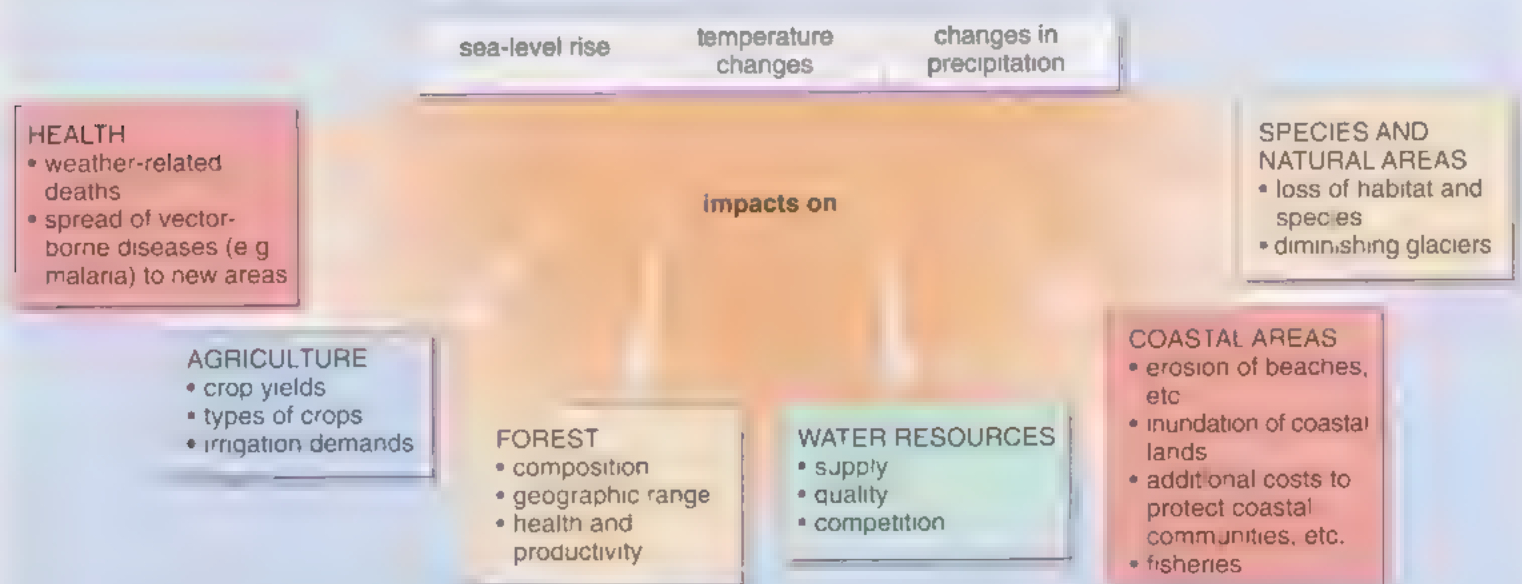 sea-level rise
temperature
changes
changes in
precipitation
HEALTH
• weather-related
deaths
• spread of vector-
borne diseases (e g
malaria) to new areas
impacts on
SPECIES AND
NATURAL AREAS
• loss of habitat and
species
• diminishing glaciers
AGRICULTURE
• crop yields
• types of crops
• irrigation demands
FOREST
• composition
• geographic range
• health and
productivity
WATER RESOURCES
• supply
• quality
• competition
COASTAL AREAS
• erosion of beaches,
etc
• inundation of coastal
lands
• additional costs to
protect coastal
communities, etc.
• fisheries